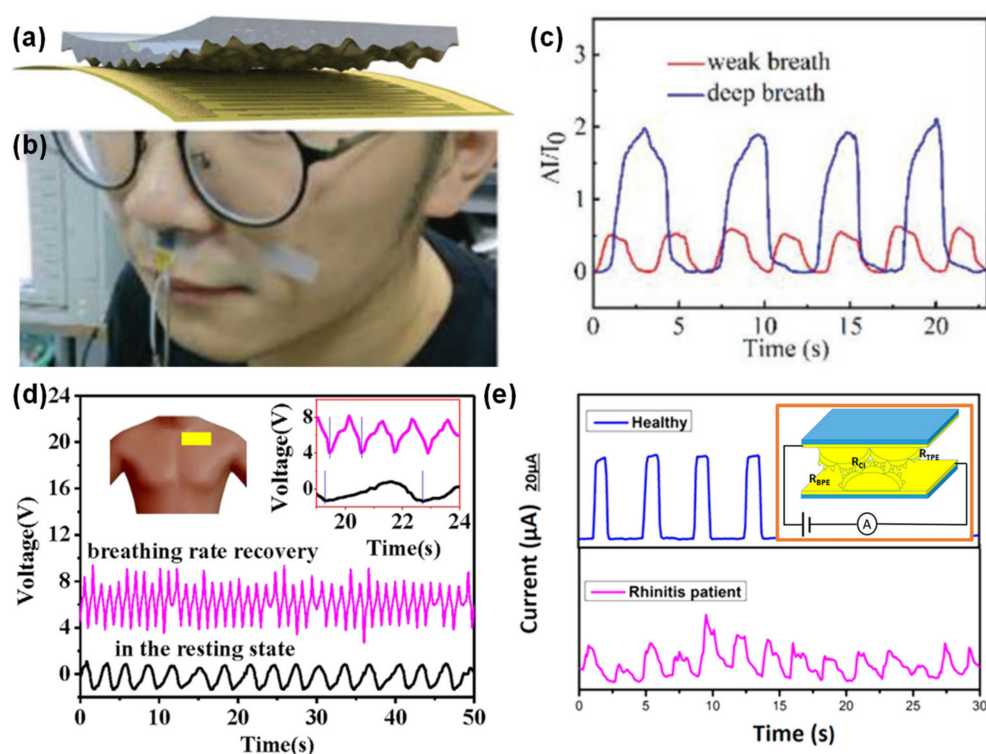 (a)
(b)
(c)
ΔI/I0
3
2
1
0
weak breath
deep breath
0 5 10 15 20
Time (s)
(d)
Voltage(V)
24
20
16
12
8
4
0
Voltage(V)
8
4
0
20 22 24
Time(s)
breathing rate recovery
in the resting state
0 10 20 30 40 50
Time(s)
(e)
Current (μA)
20μA
Healthy
RCi
RTPE
RBPE
A
Rhinitis patient
0 5 10 15 20 25 30
Time (s)